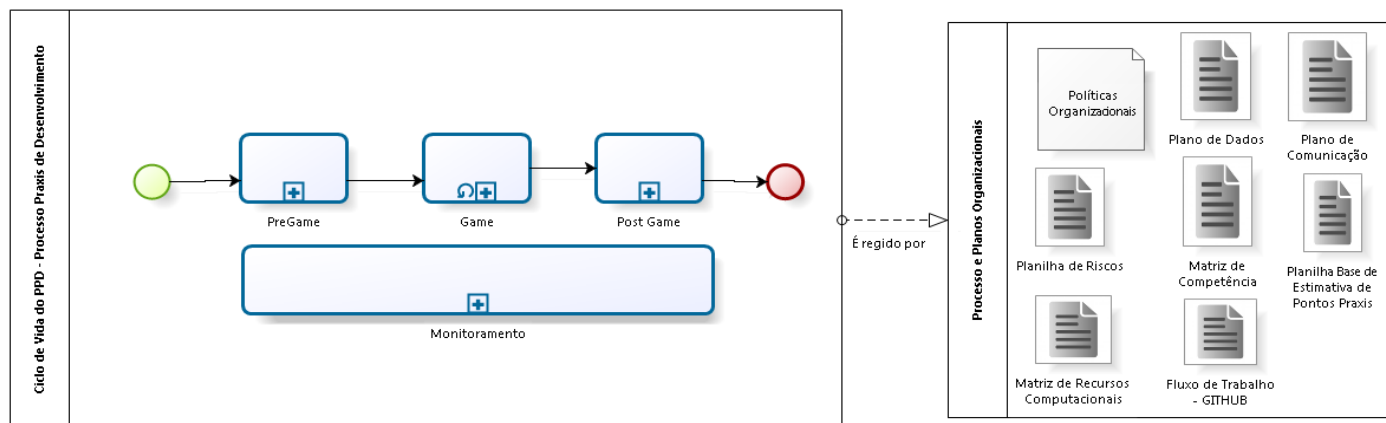 Ciclo de Vida do PPD - Processo Praxis de Desenvolvimento
PreGame
Game
Post Game
Monitoramento
É regido por
Processo e Planos Organizacionais
Políticas
Organizacionais
Plano de Dados
Plano de
Comunicação
Planilha de Riscos
Matriz de
Competência
Planilha Base de
Estimativa de
Pontos Praxis
Matriz de Recursos
Computacionais
Fluxo de Trabalho
- GITHUB